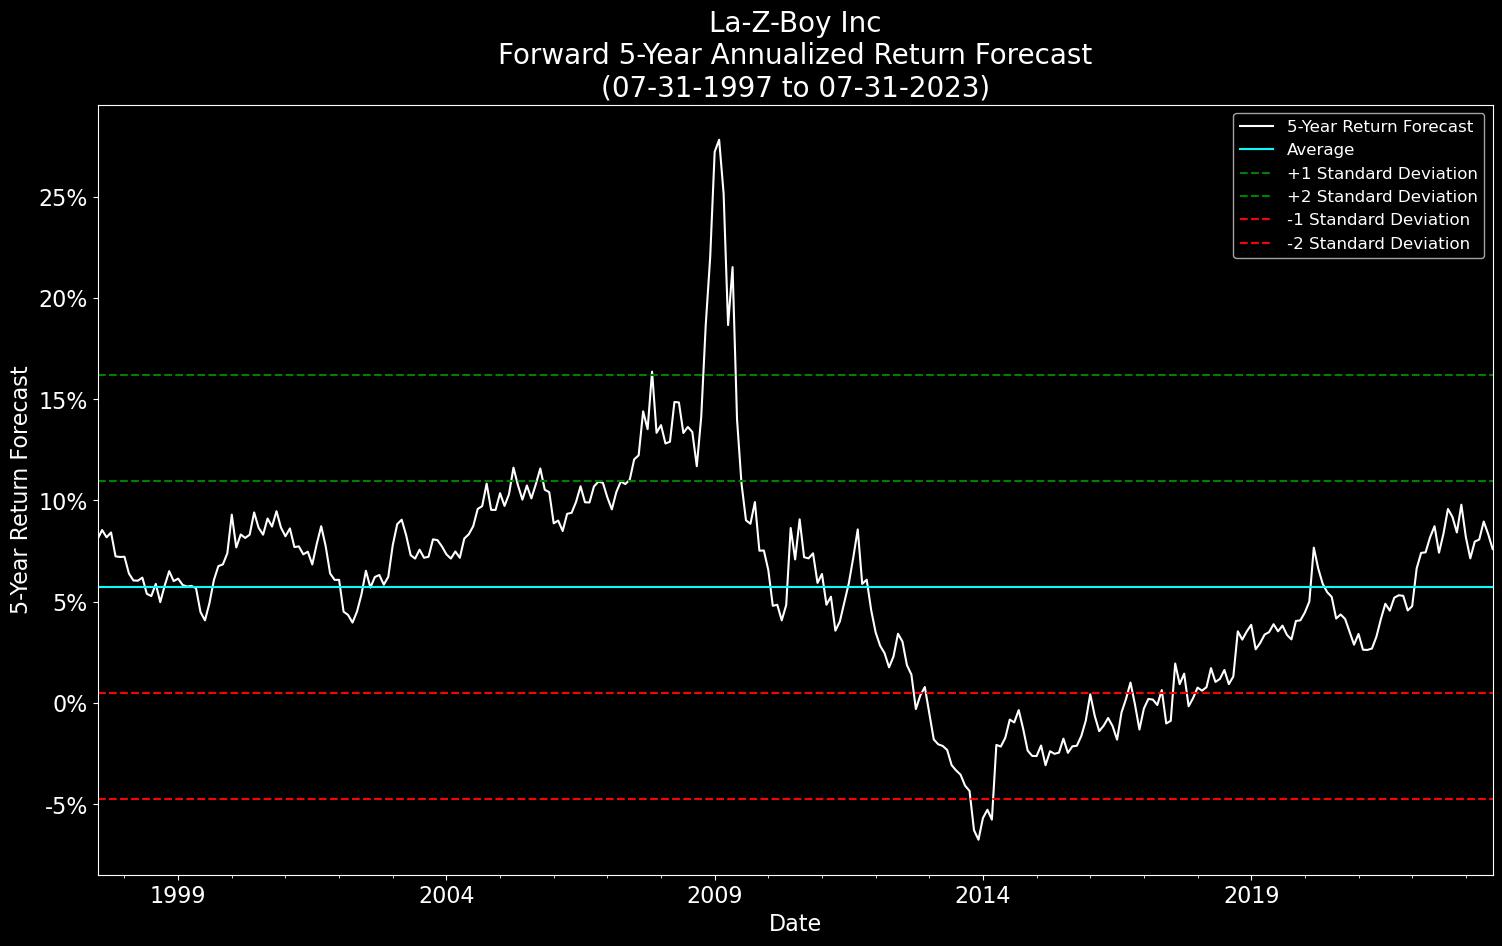 La-Z-Boy Inc
Forward 5-Year Annualized Return Forecast
(07-31-1997 to 07-31-2023)
5-Year Return Forecast
Average
+1 Standard Deviation
+2 Standard Deviation
-1 Standard Deviation
-2 Standard Deviation
25%
20%
15%
10%
5%
0%
-5%
5-Year Return Forecast
1999 2004 2009 2014 2019
Date